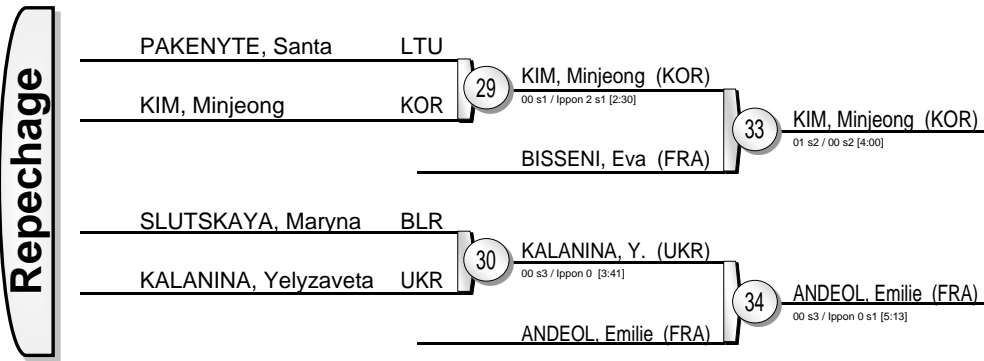 Repechage
PAKENYTE, Santa LTU
KIM, Minjeong KOR
29
KIM, Minjeong (KOR)
00 s1 / Ippon 2 s1 [2:30]
BISSENI, Eva (FRA)
33
KIM, Minjeong (KOR)
01 s2 / 00 s2 [4:00]
SLUTSKAYA, Maryna BLR
KALANINA, Yelyzaveta UKR
30
KALANINA, Y. (UKR)
00 s3 / Ippon 0 [3:41]
ANDEOL, Emilie (FRA)
34
ANDEOL, Emilie (FRA)
00 s3 / Ippon 0 s1 [5:13]